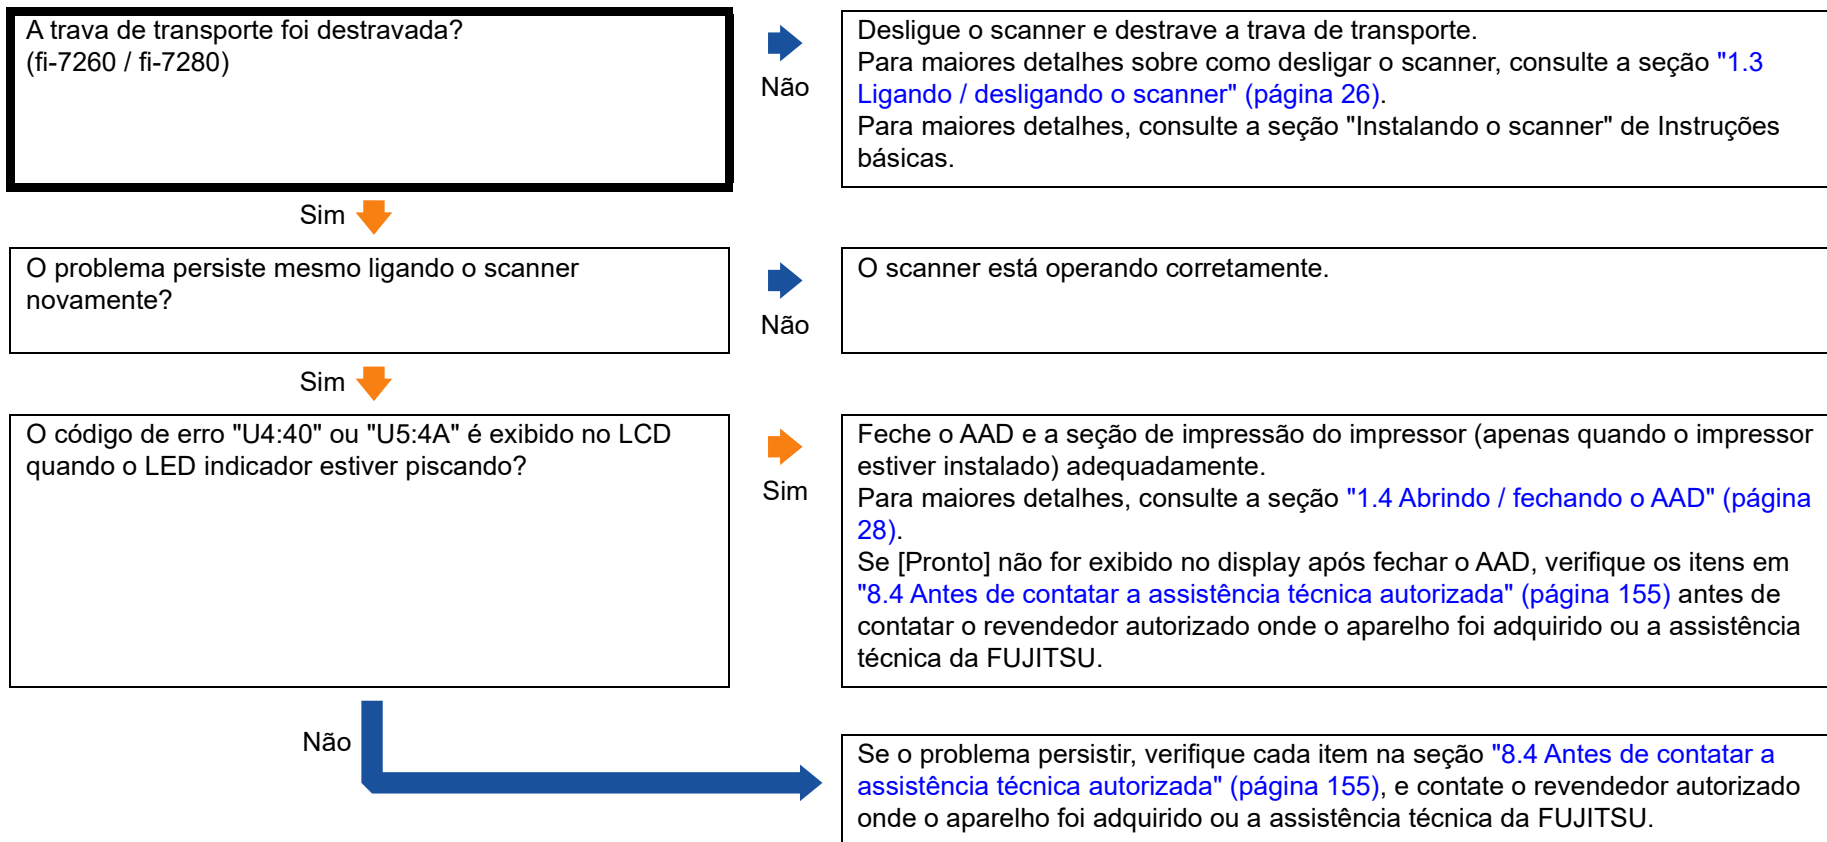 A trava de transporte foi destravada?
(fi-7260 / fi-7280)
Não
Desligue o scanner e destrave a trava de transporte.
Para maiores detalhes sobre como desligar o scanner, consulte a seção "1.3
Ligando / desligando o scanner" (página 26).
Para maiores detalhes, consulte a seção "Instalando o scanner" de Instruções
básicas.
Sim
O problema persiste mesmo ligando o scanner
novamente?
Não
O scanner está operando corretamente.
Sim
O código de erro "U4:40" ou "U5:4A" é exibido no LCD
quando o LED indicador estiver piscando?
Sim
Feche o AAD e a seção de impressão do impressor (apenas quando o impressor
estiver instalado) adequadamente.
Para maiores detalhes, consulte a seção "1.4 Abrindo / fechando o AAD" (página
28).
Se [Pronto] não for exibido no display após fechar o AAD, verifique os itens em
"8.4 Antes de contatar a assistência técnica autorizada" (página 155) antes de
contatar o revendedor autorizado onde o aparelho foi adquirido ou a assistência
técnica da FUJITSU.
Não
Se o problema persistir, verifique cada item na seção "8.4 Antes de contatar a
assistência técnica autorizada" (página 155), e contate o revendedor autorizado
onde o aparelho foi adquirido ou a assistência técnica da FUJITSU.